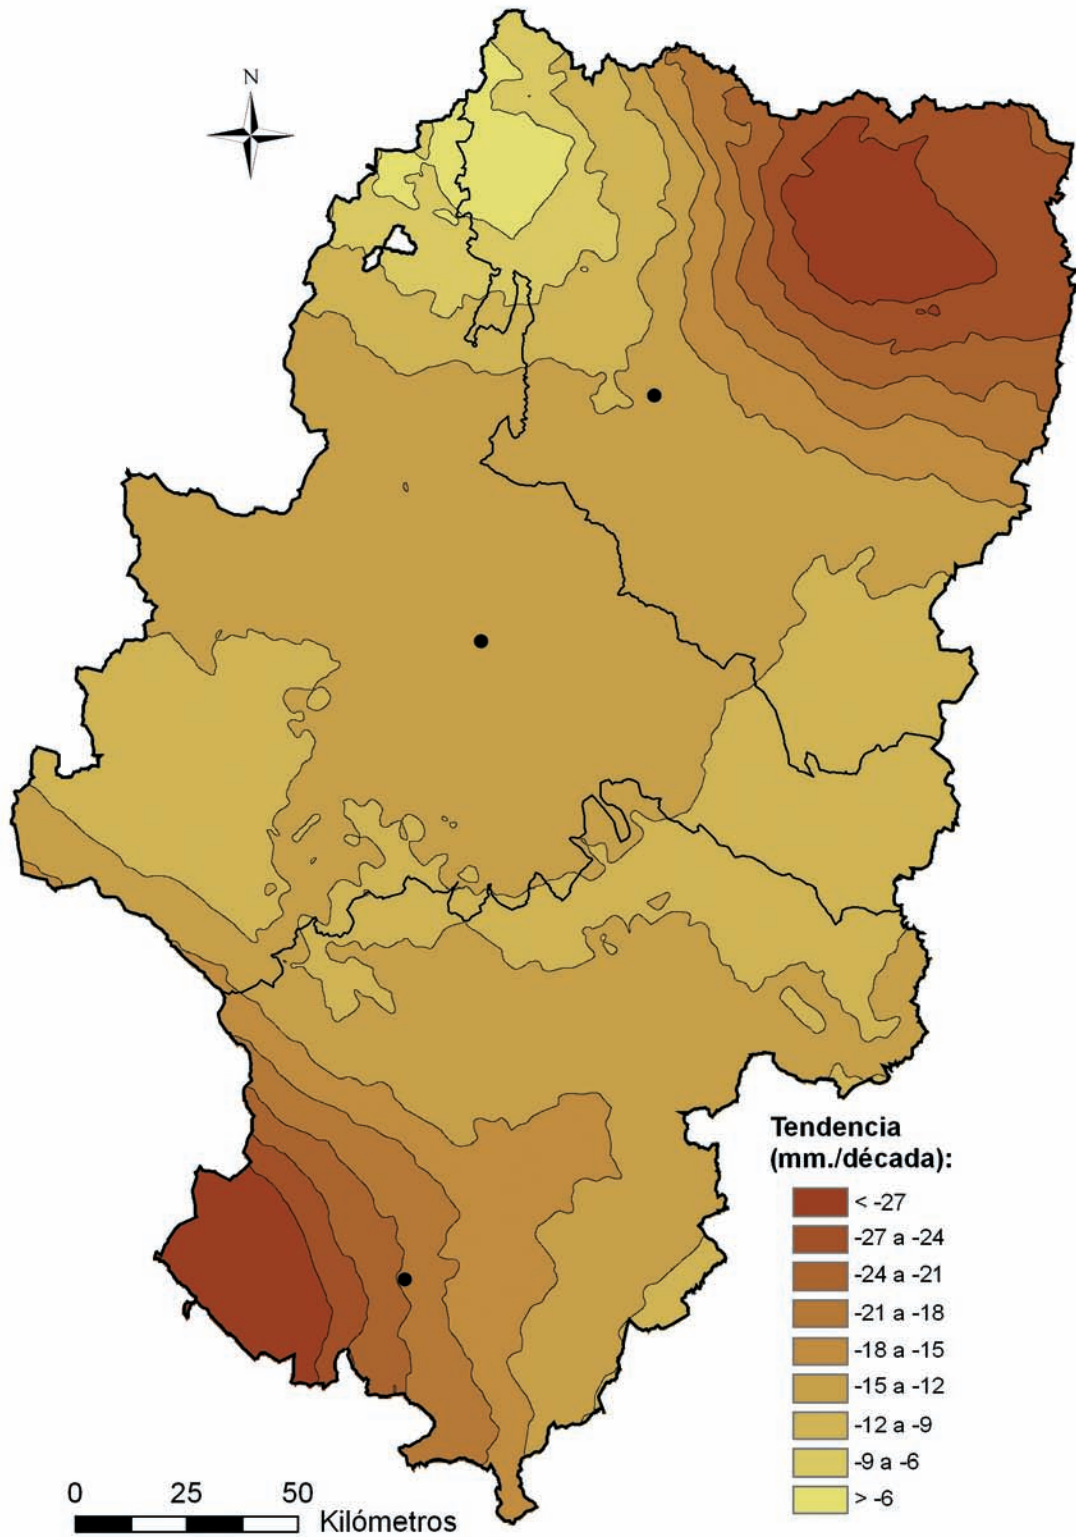 N
Tendencia
(mm./década):
< -27
-27 a -24
-24 a -21
-21 a -18
-18 a -15
-15 a -12
-12 a -9
-9 a -6
> -6
0 25 50
Kilómetros